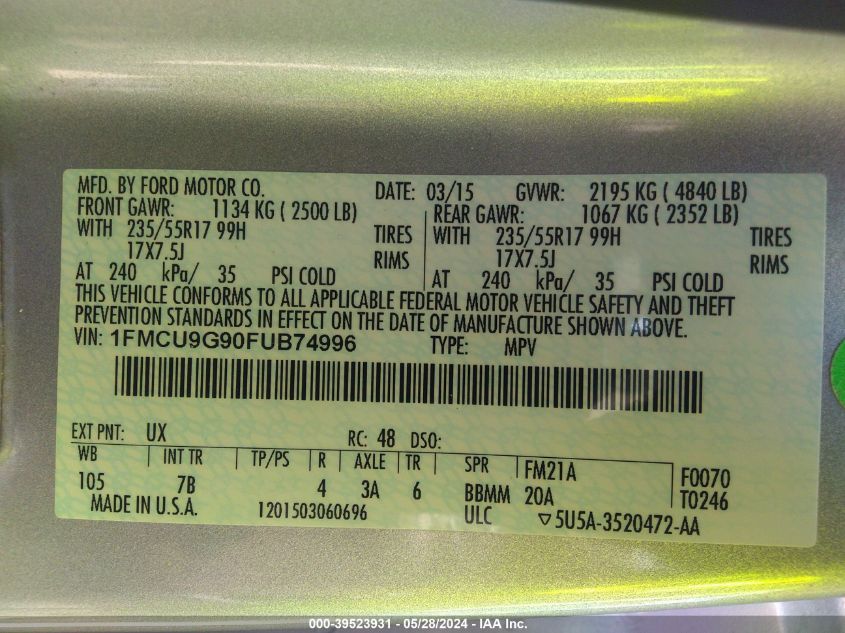 MFD. BY FORD MOTOR CO. DATE: 03/15 GVWR: 2195 KG ( 4840 LB)
FRONT GAWR: 1134 KG ( 2500 LB) REAR GAWR: 1067 KG ( 2352 LB)
WITH 235/55R17 99H TIRES WITH 235/55R17 99H TIRES
17X7.5J RIMS 17X7.5J RIMS
AT 240 kPa/ 35 PSI COLD AT 240 kPa/ 35 PSI COLD
THIS VEHICLE CONFORMS TO ALL APPLICABLE FEDERAL MOTOR VEHICLE SAFETY AND THEFT
PREVENTION STANDARDS IN EFFECT ON THE DATE OF MANUFACTURE SHOWN ABOVE.
VIN: 1FMCU9G90FUB74996 TYPE: MPV
EXT PNT: UX RC: 48 DSO:
WB INT TR TP/PS R AXLE TR SPR FM21A F0070
105 7B 4 3A 6 BBMM 20A T0246
MADE IN U.S.A. 1201503060696 ULC ▽5U5A-3520472-AA
000-39523931 - 05/28/2024 - IAA Inc.